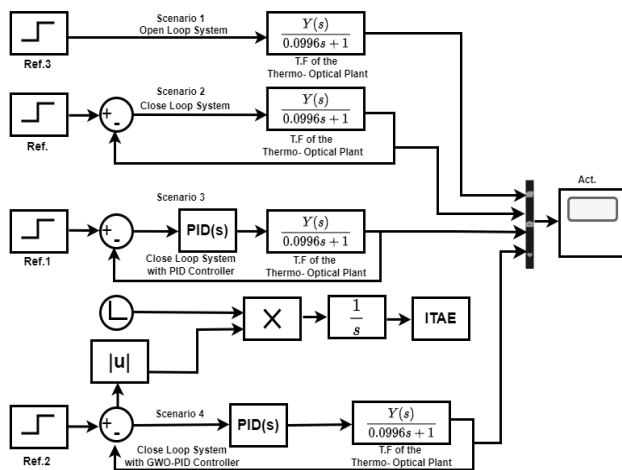 Scenario 1
Open Loop System
Y(s)
0.0996s + 1
Ref.3
T.F of the
Thermo- Optical Plant
Scenario 2
Close Loop System
+
-
Y(s)
0.0996s + 1
Ref.
T.F of the
Thermo- Optical Plant
Act.
Scenario 3
+
-
PID(s)
Y(s)
0.0996s + 1
Ref.1
Close Loop System
with PID Controller
T.F of the
Thermo- Optical Plant
X
1
s
ITAE
|u|
+
-
Scenario 4
PID(s)
Y(s)
0.0996s + 1
Ref.2
Close Loop System
with GWO-PID Controller
T.F of the
Thermo- Optical Plant